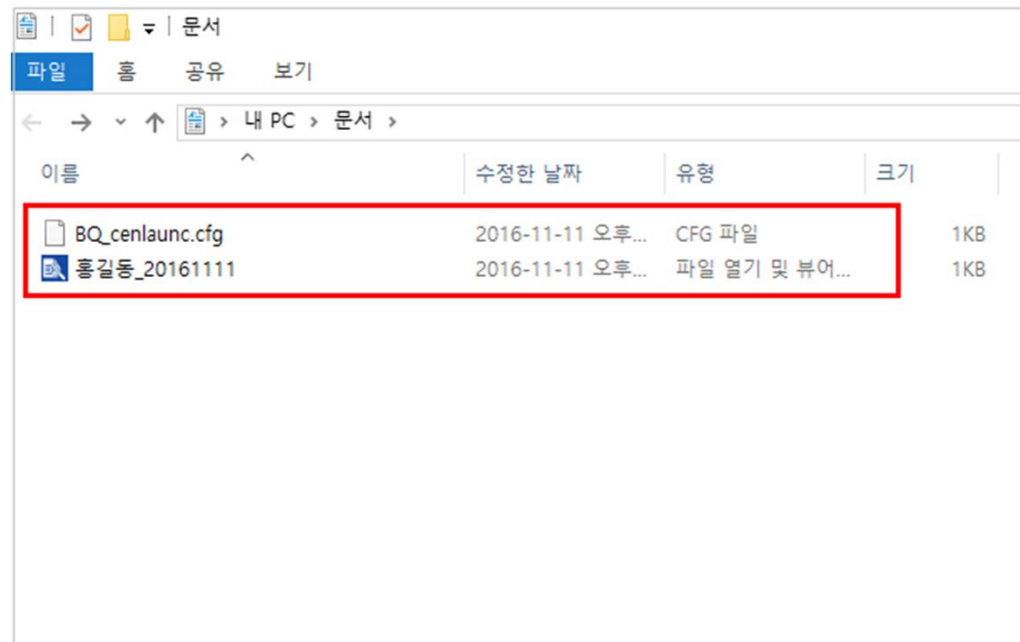 문서
파일 홈 공유 보기
내 PC > 문서 >
이름 수정한 날짜 유형 크기
BQ_cenlaunc.cfg 2016-11-11 오후... CFG 파일 1KB
홍길동_20161111 2016-11-11 오후... 파일 열기 및 뷰어... 1KB